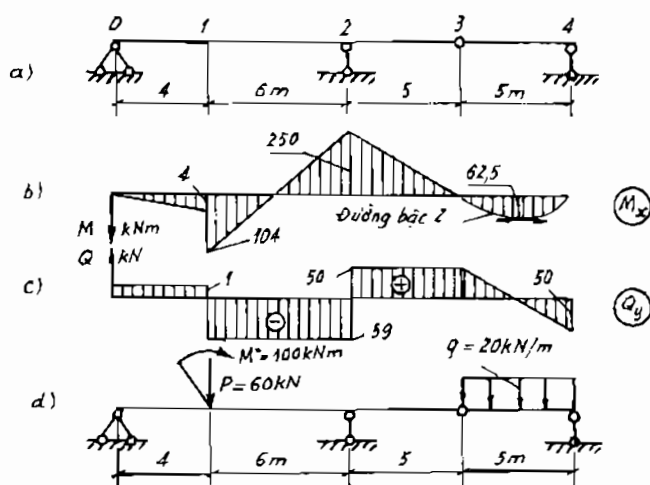 0 1 2 3 4
a)
4 6m 5 5m
250
62,5
4
b)
Đường bậc 2
Mx
M kNm
104
Q kN
1 50 50
c)
+
Qy
−
59
M* = 100kNm
q = 20kN/m
P = 60kN
d)
4 6m 5 5m